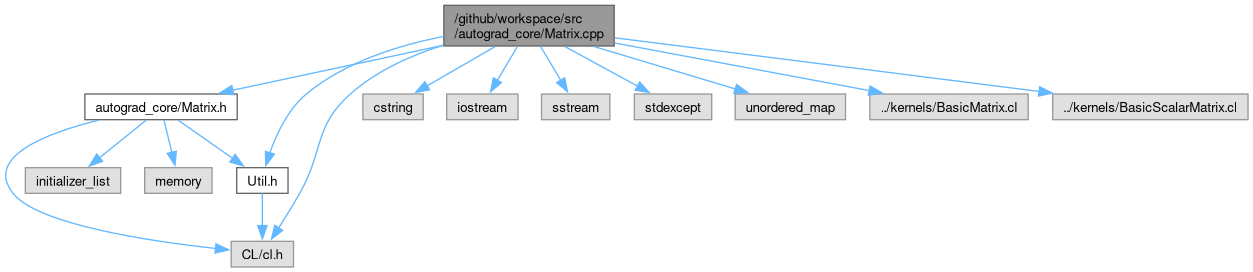 /github/workspace/src
/autograd_core/Matrix.cpp
autograd_core/Matrix.h
cstring
iostream
sstream
stdexcept
unordered_map
../kernels/BasicMatrix.cl
../kernels/BasicScalarMatrix.cl
initializer_list
memory
Util.h
CL/cl.h